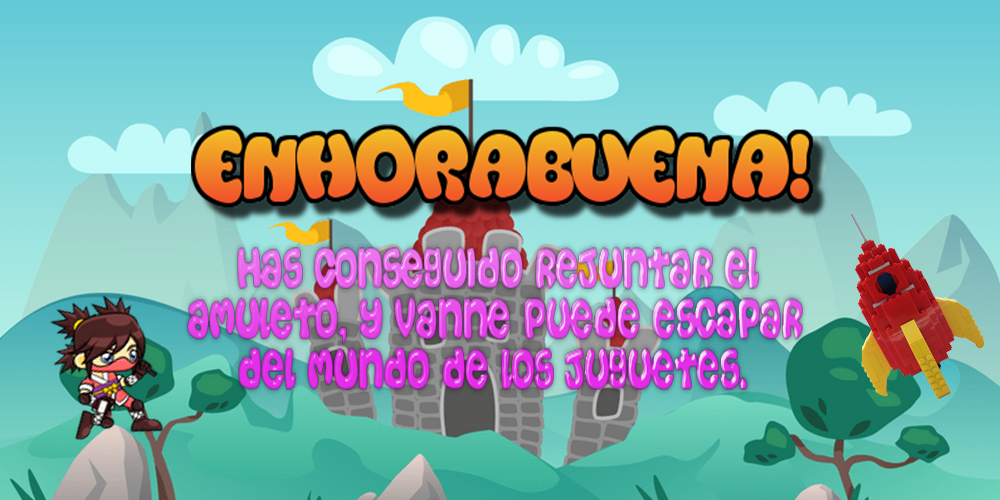 ENHORABUENA!
Has conseguido rejuntar el
amuleto, y Vanne puede escapar
del mundo de los juguetes.